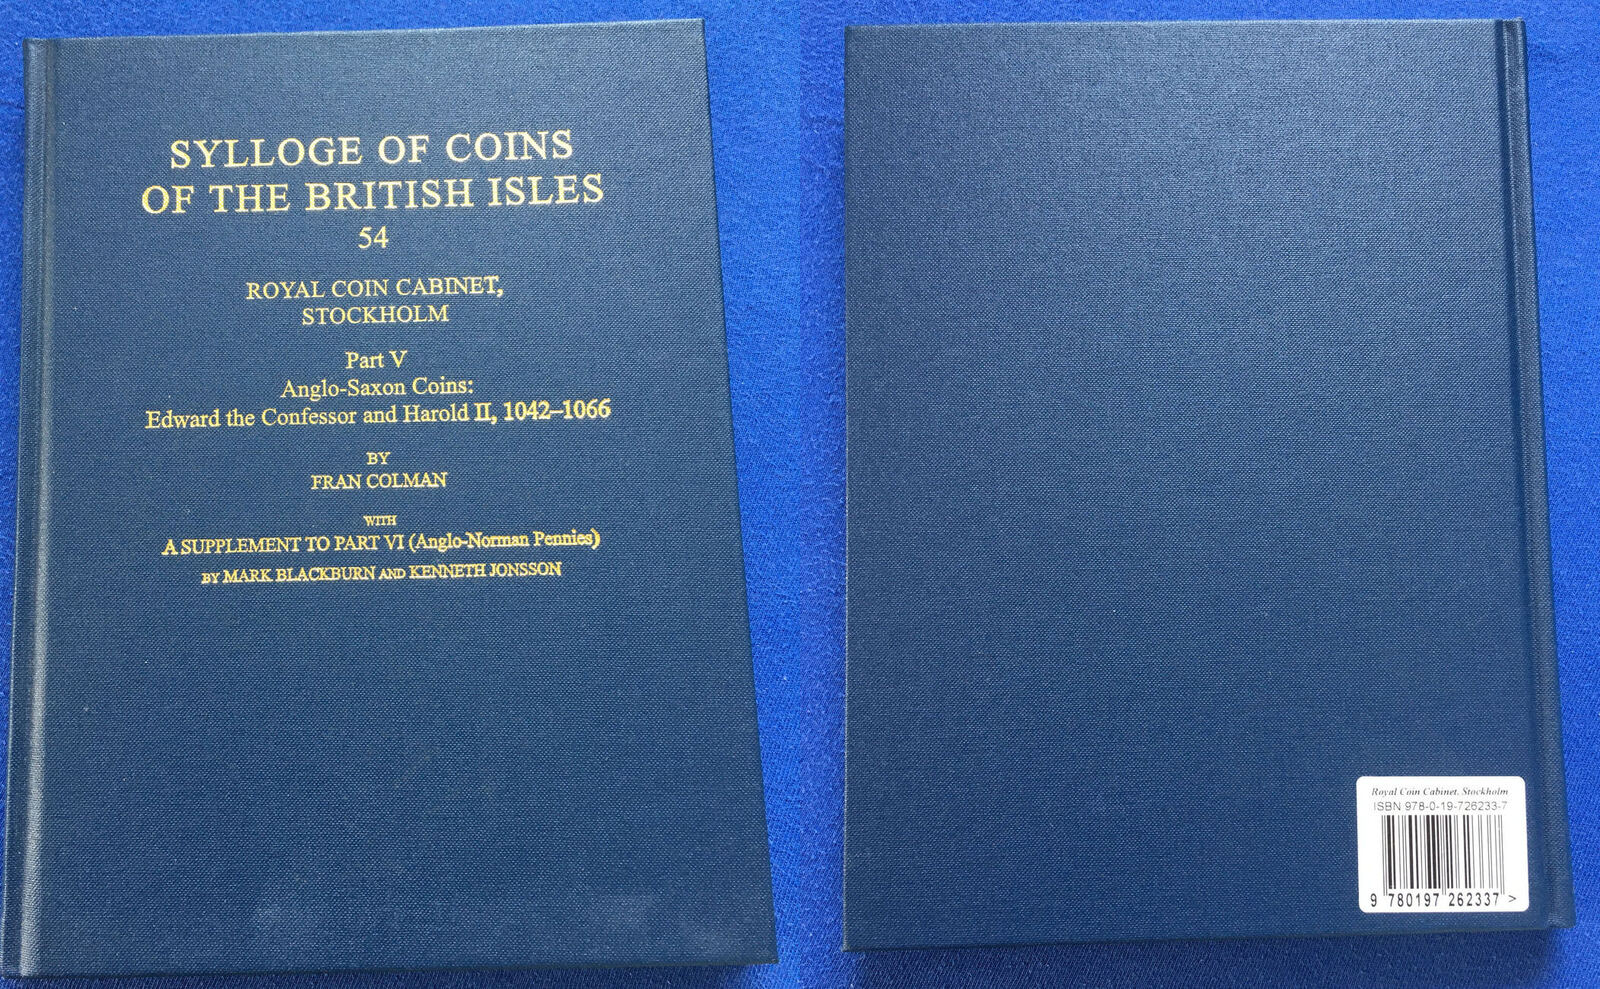 SYLLOGE OF COINS
OF THE BRITISH ISLES
54
ROYAL COIN CABINET,
STOCKHOLM
Part V
Anglo-Saxon Coins:
Edward the Confessor and Harold II, 1042–1066
BY
FRAN COLMAN
WITH
A SUPPLEMENT TO PART VI (Anglo-Norman Pennies)
BY MARK BLACKBURN AND KENNETH JONSSON
Royal Coin Cabinet. Stockholm
ISBN 978-0-19-726233-7
9 780197 262337 >